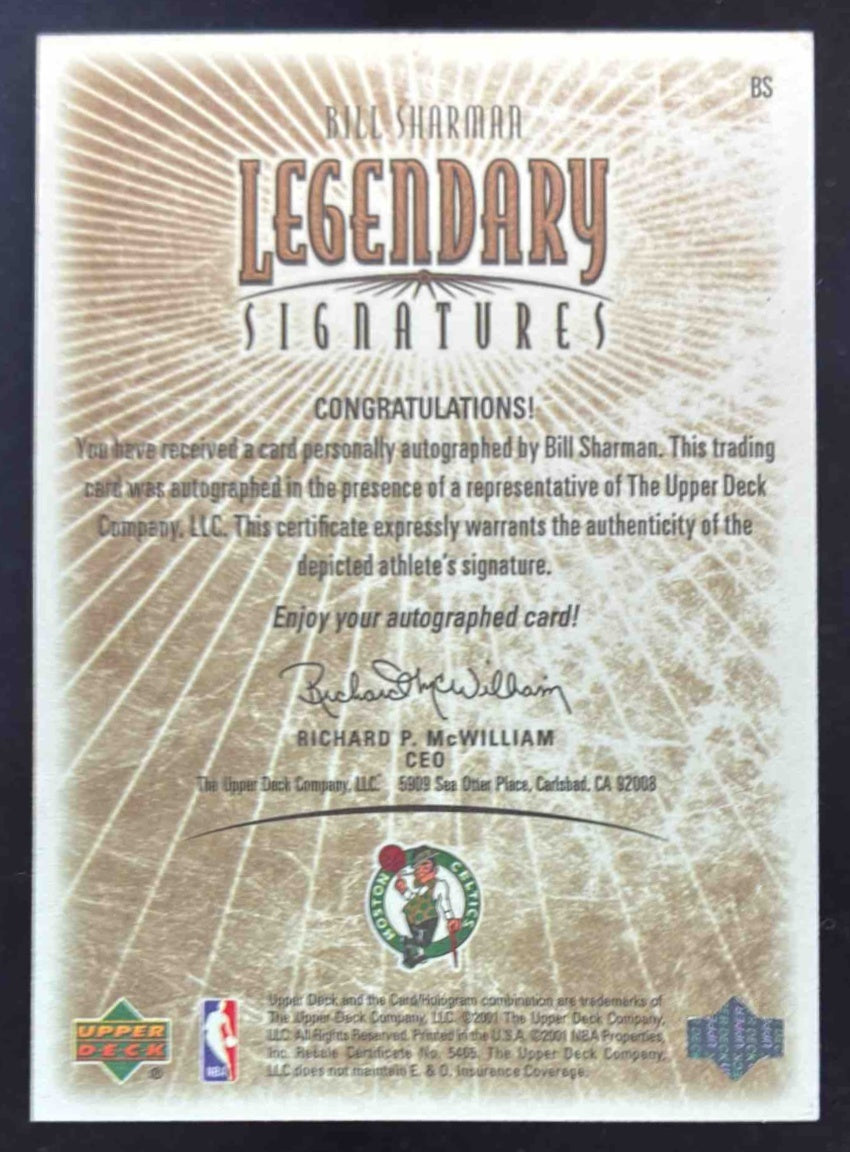 BS
BILL SHARMAN
LEGENDARY
SIGNATURES
CONGRATULATIONS!
You have received a card personally autographed by Bill Sharman. This trading
card was autographed in the presence of a representative of The Upper Deck
Company, LLC. This certificate expressly warrants the authenticity of the
depicted athlete's signature.
Enjoy your autographed card!
Richard McWilliam
RICHARD P. McWILLIAM
CEO
The Upper Deck Company, LLC. 5909 Sea Otter Place, Carlsbad, CA 92008
BOSTON CELTICS
Upper Deck and the Card/Hologram combination are trademarks of
The Upper Deck Company, LLC. ©2001 The Upper Deck Company,
LLC. All Rights Reserved. Printed in the U.S.A. ©2001 NBA Properties,
Inc. Rebate Certificate No. 5465. The Upper Deck Company,
LLC does not maintain E. & O. Insurance Coverage.
UPPER
DECK
®
NBA